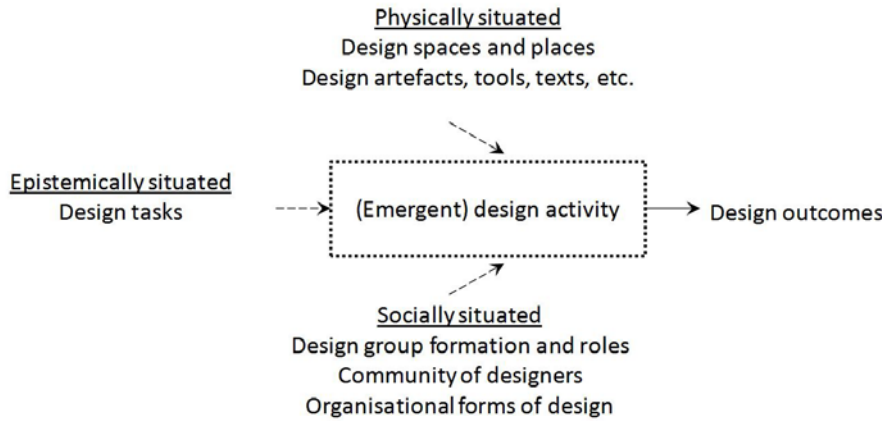 Physically situated
Design spaces and places
Design artefacts, tools, texts, etc.
Epistemically situated
Design tasks
(Emergent) design activity
Design outcomes
Socially situated
Design group formation and roles
Community of designers
Organisational forms of design